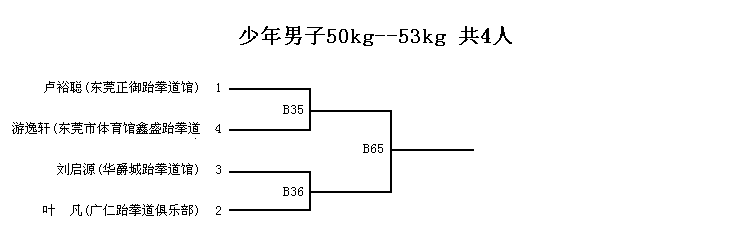 少年男子50kg--53kg 共4人
卢裕聪(东莞正御跆拳道馆) 1
B35
游逸轩(东莞市体育馆鑫盛跆拳道 4
B65
刘启源(华爵城跆拳道馆) 3
B36
叶 凡(广仁跆拳道俱乐部) 2